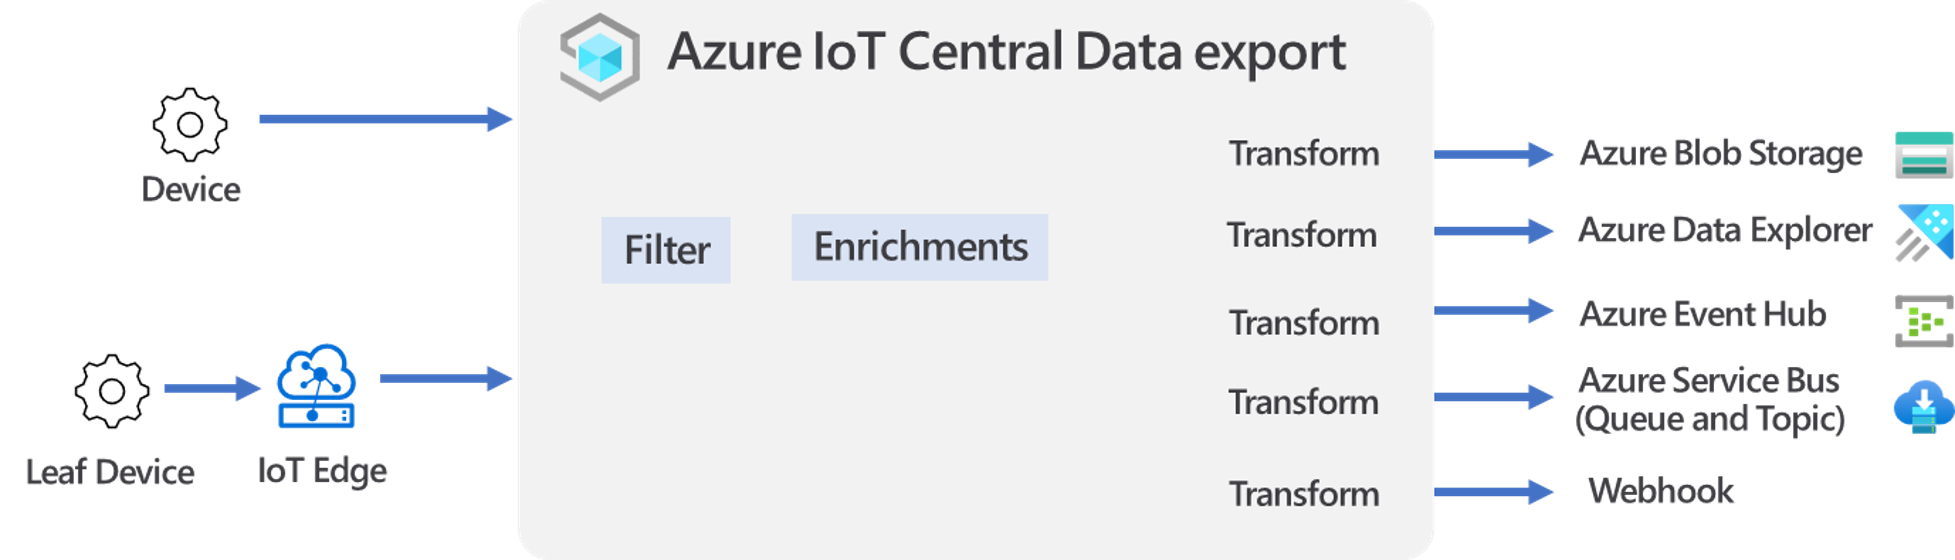 Azure IoT Central Data export
Device
Leaf Device
IoT Edge
Filter
Enrichments
Transform
Azure Blob Storage
Transform
Azure Data Explorer
Transform
Azure Event Hub
Transform
Azure Service Bus
(Queue and Topic)
Transform
Webhook